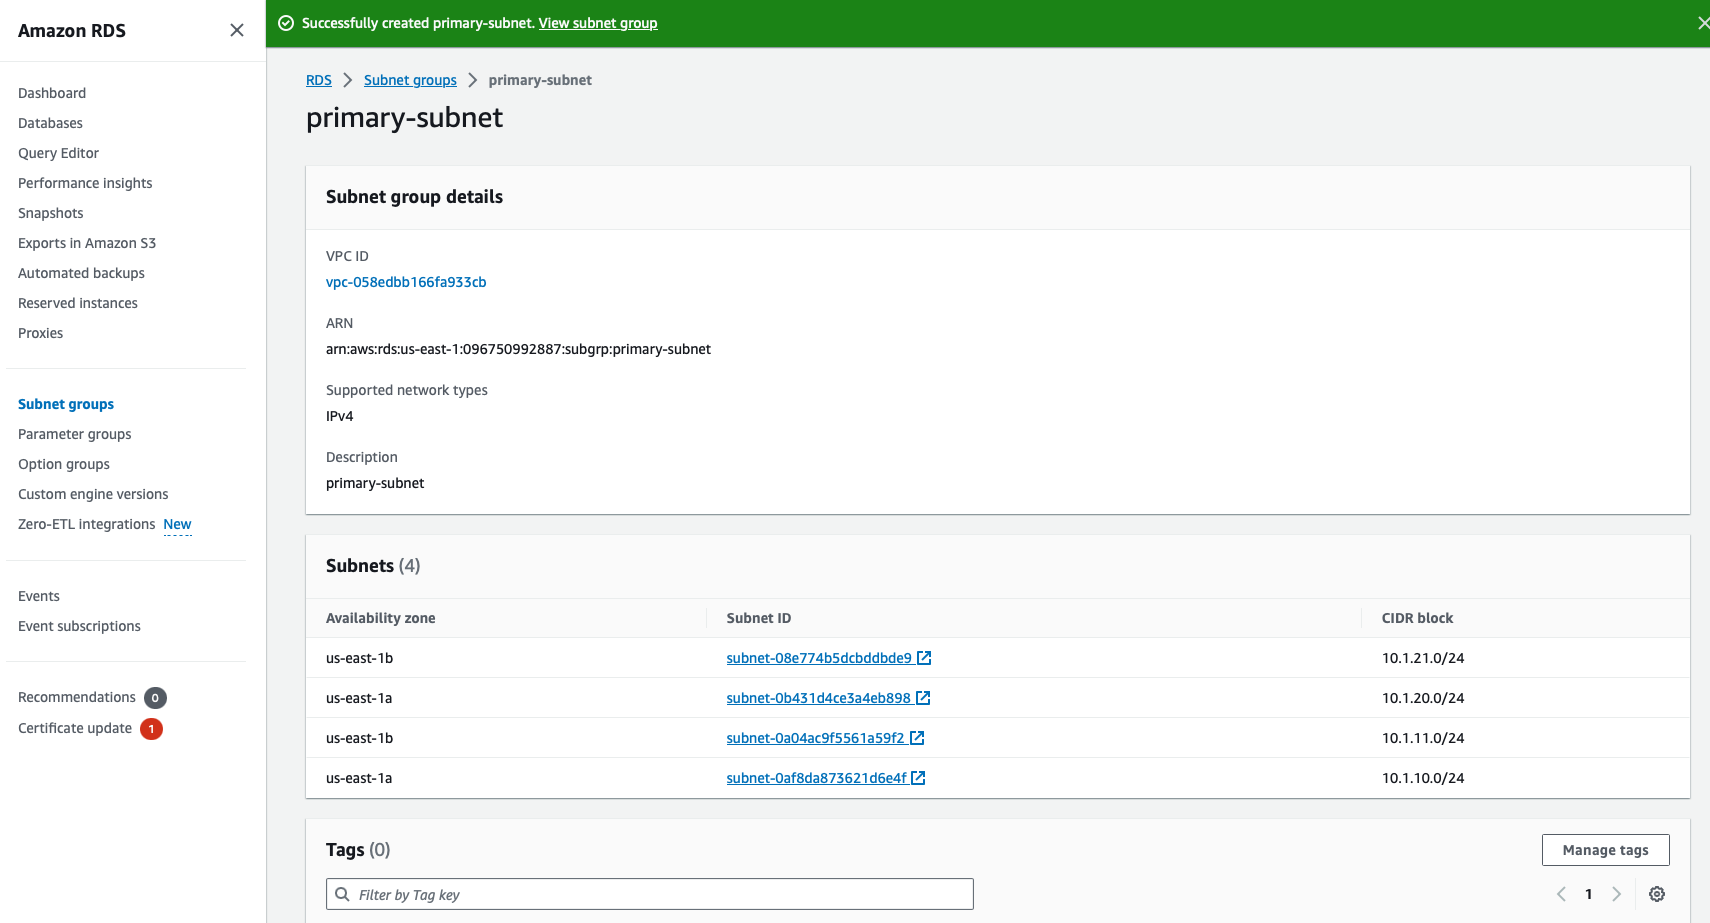 Amazon RDS
Successfully created primary-subnet. View subnet group
Dashboard
Databases
Query Editor
Performance insights
Snapshots
Exports in Amazon S3
Automated backups
Reserved instances
Proxies
Subnet groups
Parameter groups
Option groups
Custom engine versions
Zero-ETL integrations New
Events
Event subscriptions
Recommendations 0
Certificate update 1
RDS > Subnet groups > primary-subnet
primary-subnet
Subnet group details
VPC ID
vpc-058edbb166fa933cb
ARN
arn:aws:rds:us-east-1:096750992887:subgrp:primary-subnet
Supported network types
IPv4
Description
primary-subnet
Subnets (4)
Availability zone Subnet ID CIDR block
us-east-1b subnet-08e774b5dcbddbde9 10.1.21.0/24
us-east-1a subnet-0b431d4ce3a4eb898 10.1.20.0/24
us-east-1b subnet-0a04ac9f5561a59f2 10.1.11.0/24
us-east-1a subnet-0af8da873621d6e4f 10.1.10.0/24
Tags (0)
Manage tags
Filter by Tag key
1